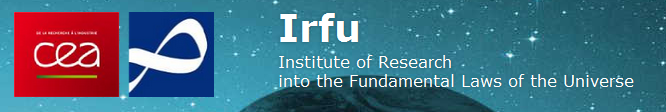 DE LA RECHERCHE À L'INDUSTRIE
cea
Irfu
Institute of Research
into the Fundamental Laws of the Universe